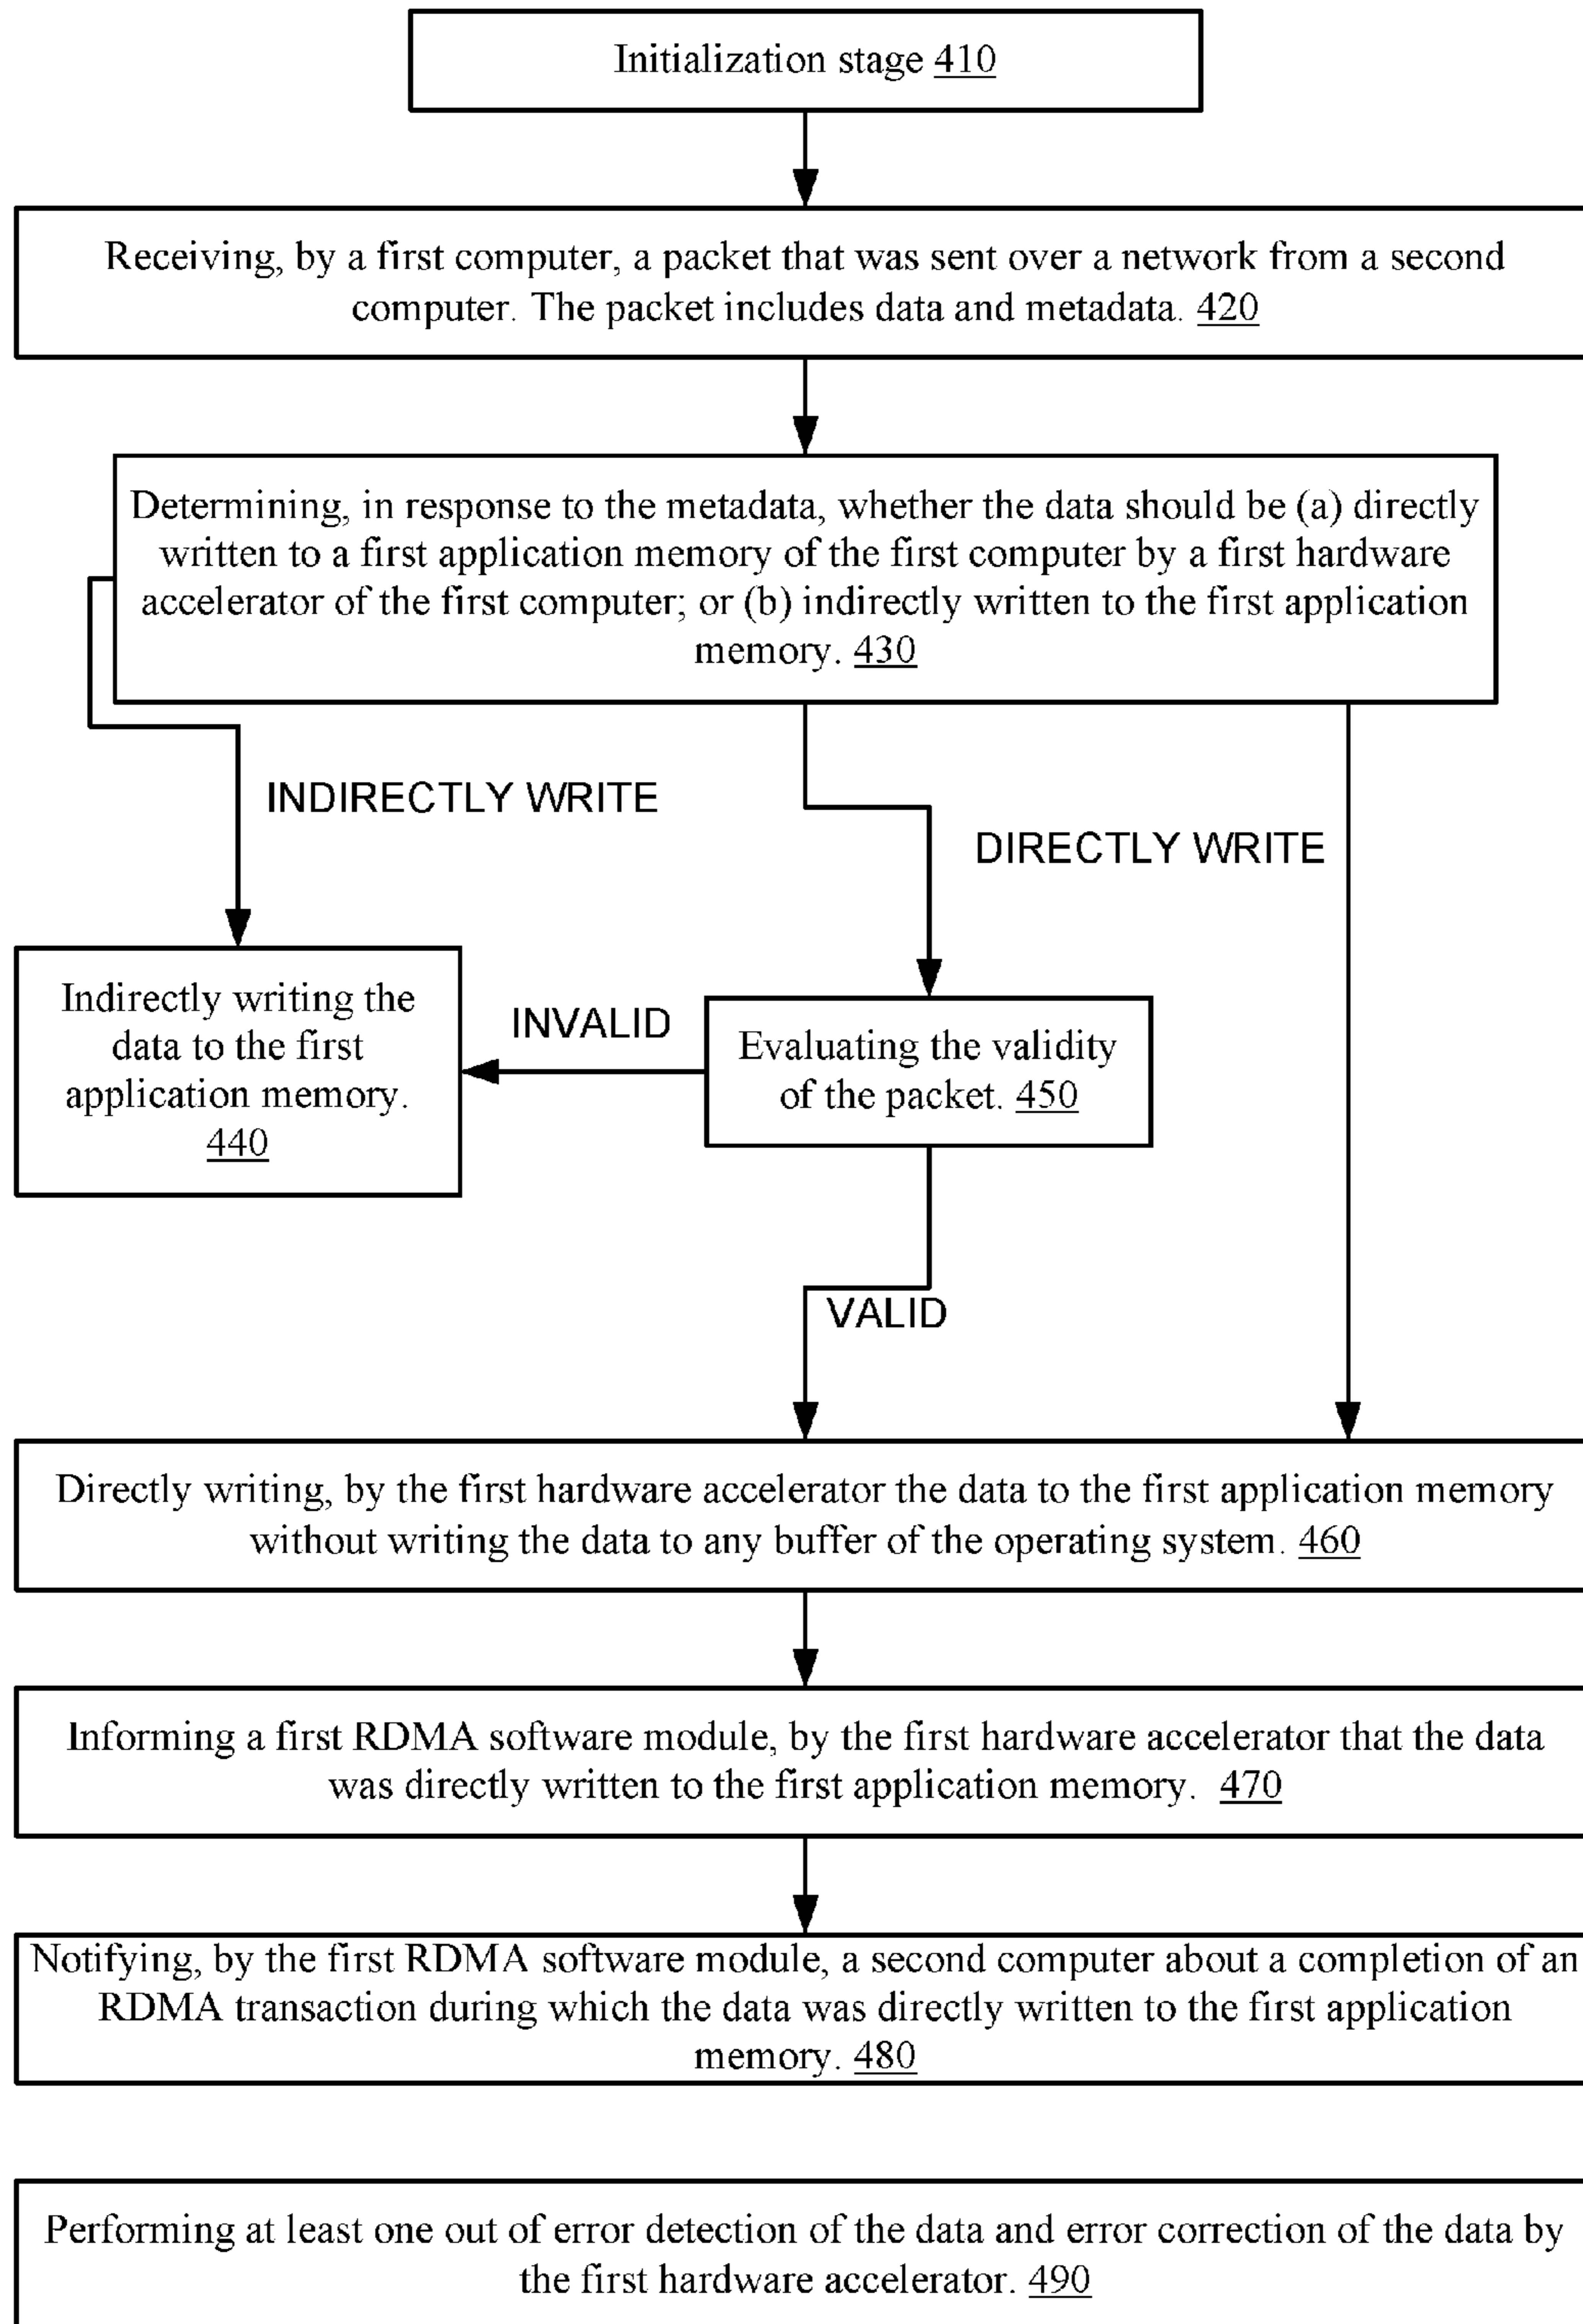 Initialization stage 410
Receiving, by a first computer, a packet that was sent over a network from a second
computer. The packet includes data and metadata. 420
Determining, in response to the metadata, whether the data should be (a) directly
written to a first application memory of the first computer by a first hardware
accelerator of the first computer; or (b) indirectly written to the first application
memory. 430
INDIRECTLY WRITE
DIRECTLY WRITE
Indirectly writing the
data to the first
application memory.
440
INVALID
Evaluating the validity
of the packet. 450
VALID
Directly writing, by the first hardware accelerator the data to the first application memory
without writing the data to any buffer of the operating system. 460
Informing a first RDMA software module, by the first hardware accelerator that the data
was directly written to the first application memory. 470
Notifying, by the first RDMA software module, a second computer about a completion of an
RDMA transaction during which the data was directly written to the first application
memory. 480
Performing at least one out of error detection of the data and error correction of the data by
the first hardware accelerator. 490